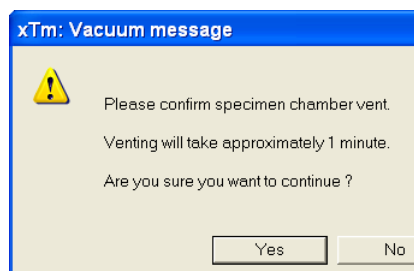 xTm: Vacuum message
Please confirm specimen chamber vent.
Venting will take approximately 1 minute.
Are you sure you want to continue ?
Yes No